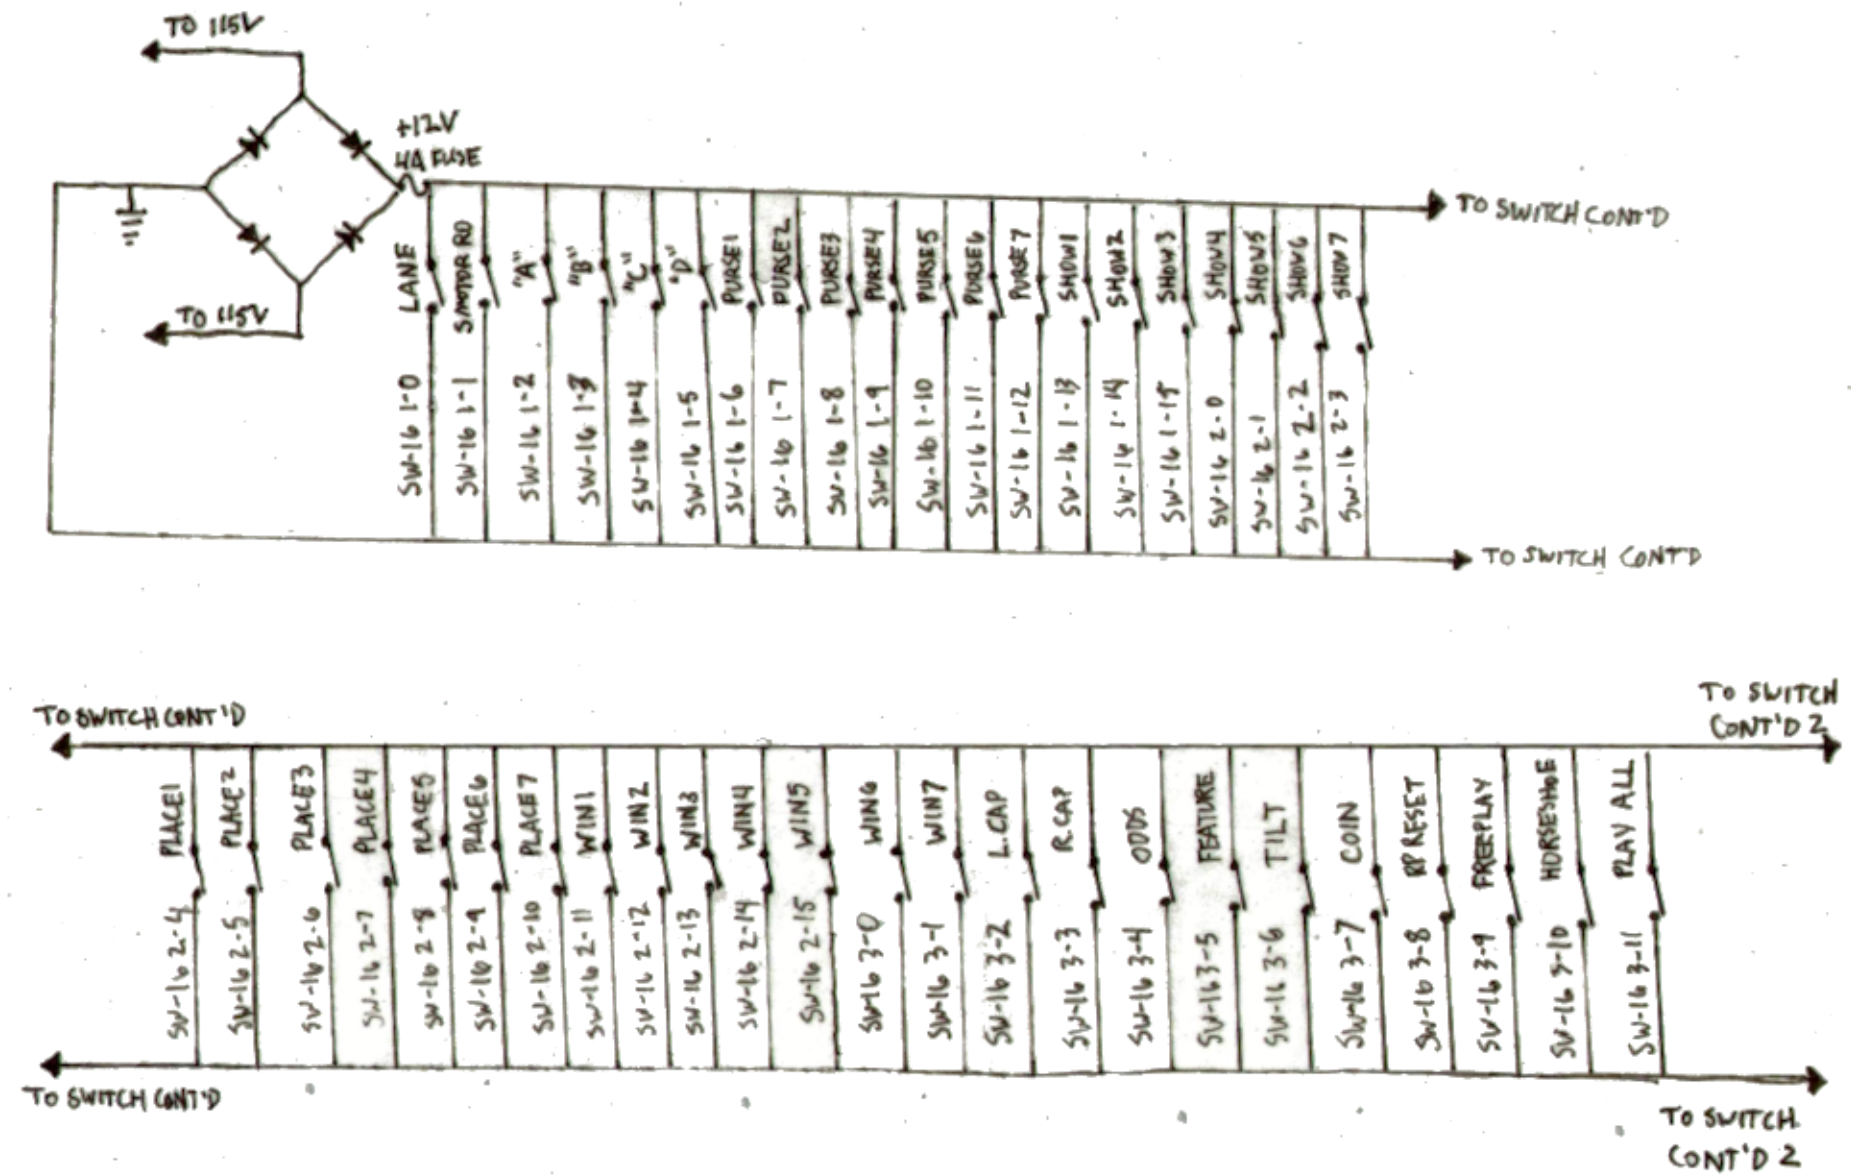 TO 115V
+12V
4A FUSE
TO 115V
TO SWITCH CONT'D
LANE
S/MOTOR RO
"A"
"B"
"C"
"D"
PURSE1
PURSE2
PURSE3
PURSE4
PURSE5
PURSE6
PURSE7
SHOW1
SHOW2
SHOW3
SHOW4
SHOW5
SHOW6
SHOW7
SW-16 1-0
SW-16 1-1
SW-16 1-2
SW-16 1-3
SW-16 1-4
SW-16 1-5
SW-16 1-6
SW-16 1-7
SW-16 1-8
SW-16 1-9
SW-16 1-10
SW-16 1-11
SW-16 1-12
SW-16 1-13
SW-16 1-14
SW-16 1-15
SW-16 2-0
SW-16 2-1
SW-16 2-2
SW-16 2-3
TO SWITCH CONT'D
TO SWITCH CONT'D
TO SWITCH
CONT'D 2
PLACE1
PLACE2
PLACE3
PLACE4
PLACE5
PLACE6
PLACE7
WIN1
WIN2
WIN3
WIN4
WIN5
WIN6
WIN7
L.CAP
R.CAP
ODDS
FEATURE
TILT
COIN
RP RESET
FREEPLAY
HORSESHOE
PLAY ALL
SW-16 2-4
SW-16 2-5
SW-16 2-6
SW-16 2-7
SW-16 2-8
SW-16 2-9
SW-16 2-10
SW-16 2-11
SW-16 2-12
SW-16 2-13
SW-16 2-14
SW-16 2-15
SW-16 3-0
SW-16 3-1
SW-16 3-2
SW-16 3-3
SW-16 3-4
SW-16 3-5
SW-16 3-6
SW-16 3-7
SW-16 3-8
SW-16 3-9
SW-16 3-10
SW-16 3-11
TO SWITCH CONT'D
TO SWITCH
CONT'D 2